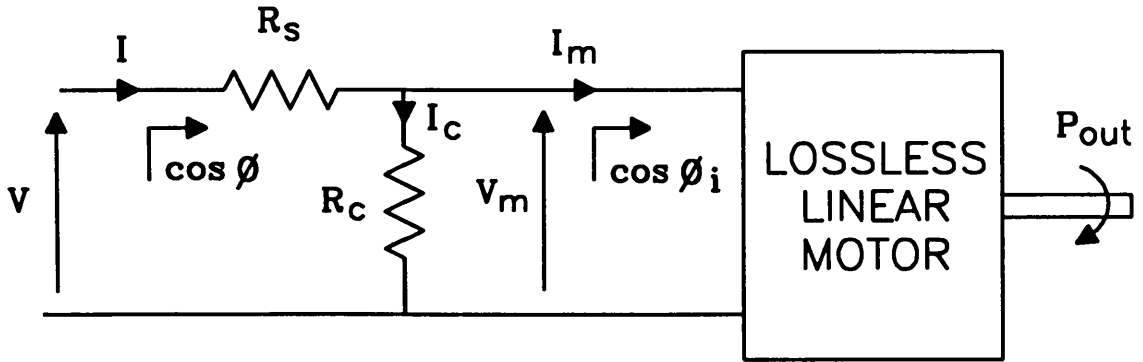 R_s
I
I_m
I_c
P_out
cos ø
cos ø_i
LOSSLESS
LINEAR
MOTOR
V
R_c
V_m